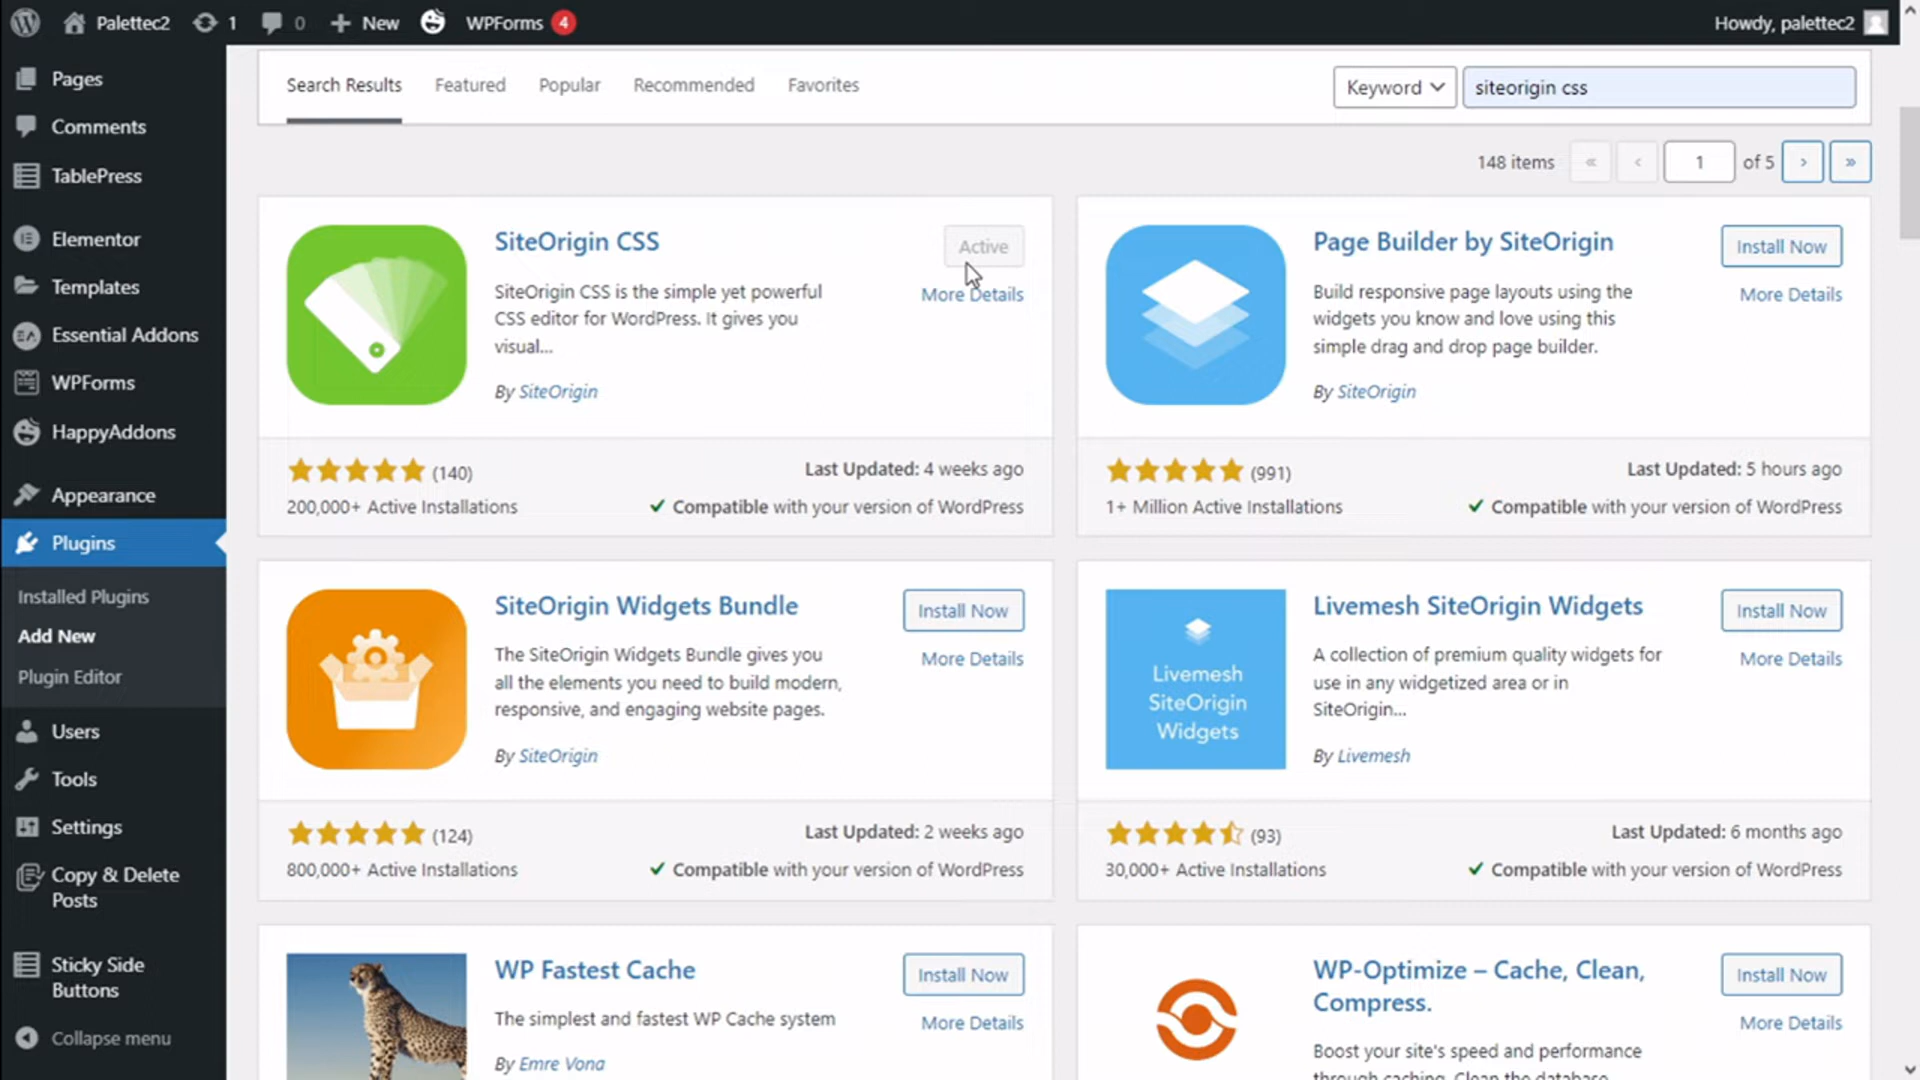 Palettec2
1
0
New
WPForms
4
Howdy, palettec2
Pages
Comments
TablePress
Elementor
Templates
Essential Addons
WPForms
HappyAddons
Appearance
Plugins
Installed Plugins
Add New
Plugin Editor
Users
Tools
Settings
Copy & Delete
Posts
Sticky Side
Buttons
Collapse menu
Search Results
Featured
Popular
Recommended
Favorites
Keyword
siteorigin css
148 items
«
‹
1
of 5
›
»
SiteOrigin CSS
Active
More Details
SiteOrigin CSS is the simple yet powerful
CSS editor for WordPress. It gives you
visual...
By SiteOrigin
(140)
Last Updated: 4 weeks ago
200,000+ Active Installations
Compatible with your version of WordPress
Page Builder by SiteOrigin
Install Now
More Details
Build responsive page layouts using the
widgets you know and love using this
simple drag and drop page builder.
By SiteOrigin
(991)
Last Updated: 5 hours ago
1+ Million Active Installations
Compatible with your version of WordPress
SiteOrigin Widgets Bundle
Install Now
More Details
The SiteOrigin Widgets Bundle gives you
all the elements you need to build modern,
responsive, and engaging website pages.
By SiteOrigin
(124)
Last Updated: 2 weeks ago
800,000+ Active Installations
Compatible with your version of WordPress
Livemesh
SiteOrigin
Widgets
Livemesh SiteOrigin Widgets
Install Now
More Details
A collection of premium quality widgets for
use in any widgetized area or in
SiteOrigin...
By Livemesh
(93)
Last Updated: 6 months ago
30,000+ Active Installations
Compatible with your version of WordPress
WP Fastest Cache
Install Now
More Details
The simplest and fastest WP Cache system
By Emre Vona
WP-Optimize – Cache, Clean,
Compress.
Install Now
More Details
Boost your site's speed and performance
through caching. Clean the database